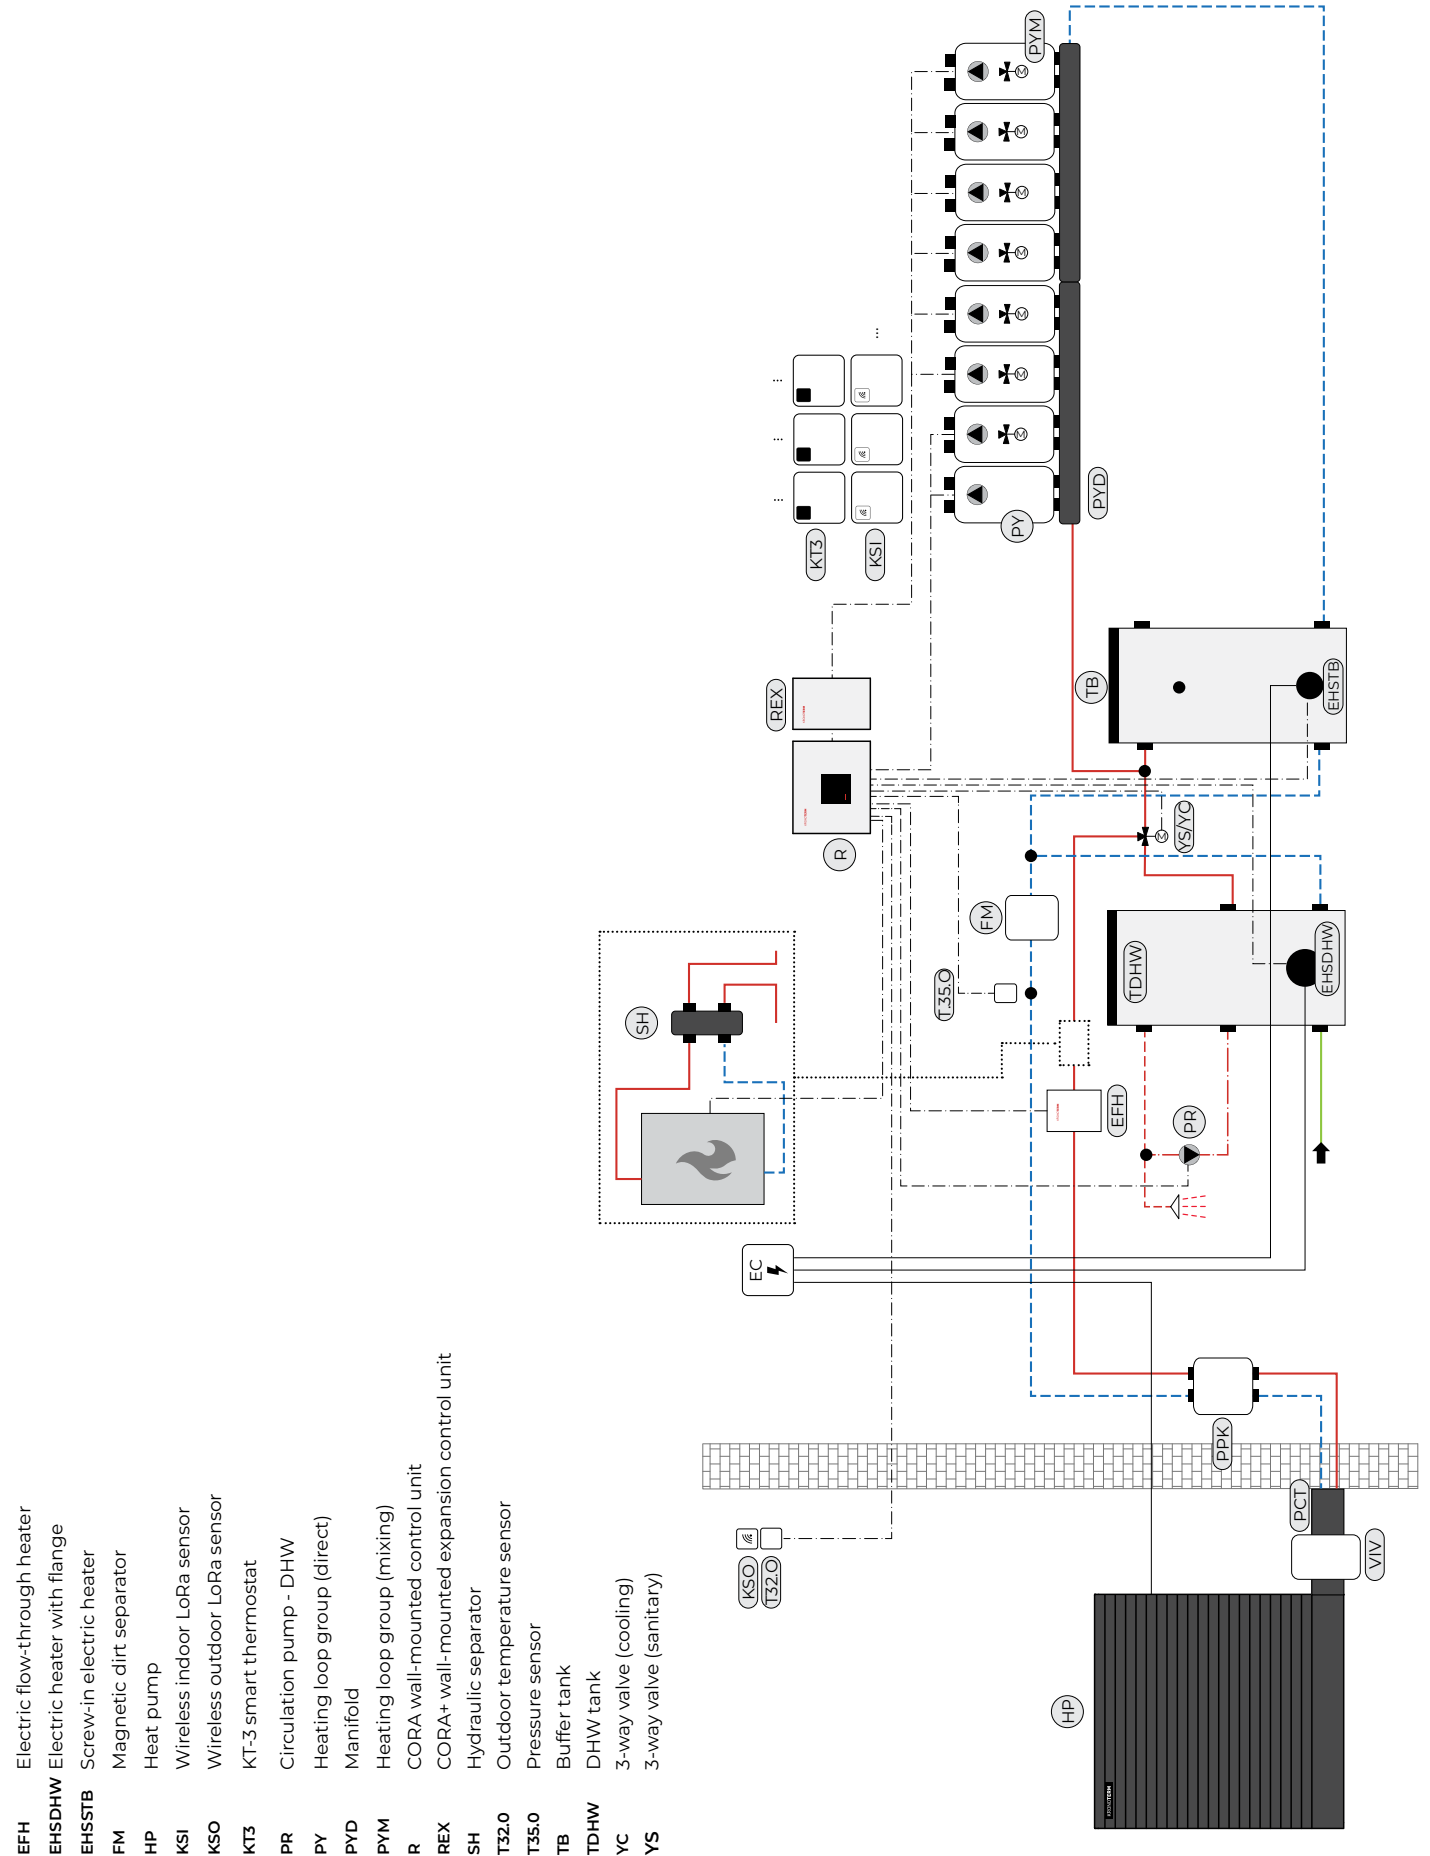 EFH Electric flow-through heater
EHSDHW Electric heater with flange
EHSSTB Screw-in electric heater
FM Magnetic dirt separator
HP Heat pump
KSI Wireless indoor LoRa sensor
KSO Wireless outdoor LoRa sensor
KT3 KT-3 smart thermostat
PR Circulation pump - DHW
PY Heating loop group (direct)
PYD Manifold
PYM Heating loop group (mixing)
R CORA wall-mounted control unit
REX CORA+ wall-mounted expansion control unit
SH Hydraulic separator
T32.0 Outdoor temperature sensor
T35.0 Pressure sensor
TB Buffer tank
TDHW DHW tank
YC 3-way valve (cooling)
YS 3-way valve (sanitary)
SH
KSO
T32.0
EC
REX
R
KT3
KSI
...
...
...
...
T.35.0
FM
PY
PYM
PYD
M
M
M
M
M
M
M
HP
KRONOTERM
EFH
TB
EHSTB
TDHW
EHSDHW
YS/YC
M
PR
PPK
PCT
VIV